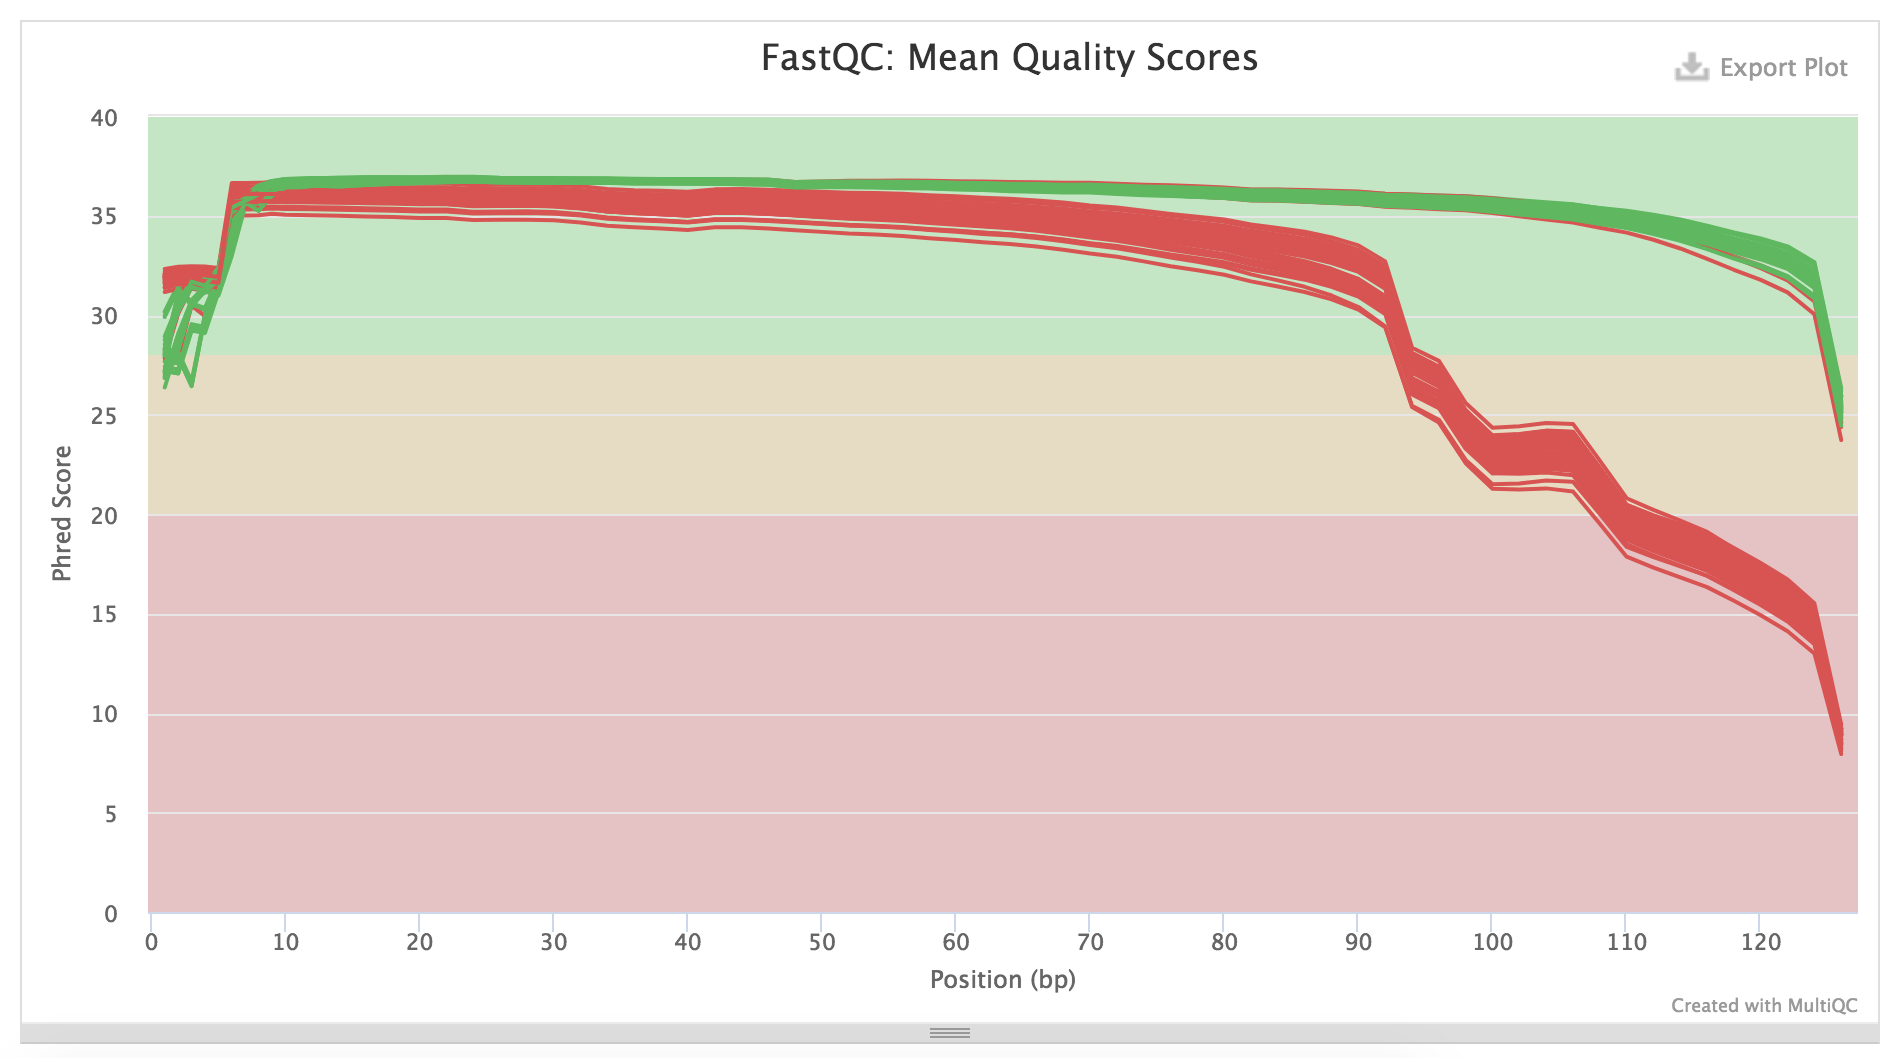 FastQC: Mean Quality Scores
Export Plot
40
35
30
25
20
15
10
5
0
Phred Score
0 10 20 30 40 50 60 70 80 90 100 110 120
Position (bp)
Created with MultiQC